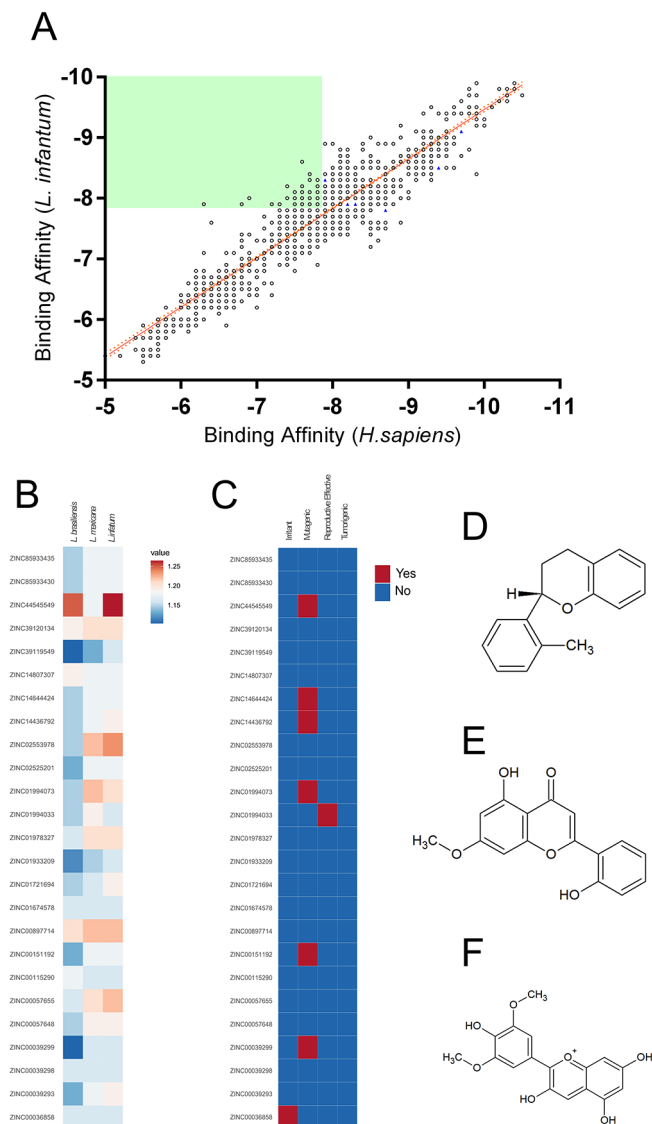 A
Binding Affinity (L. infantum)
-10
-9
-8
-7
-6
-5
-5 -6 -7 -8 -9 -10 -11
Binding Affinity (H.sapiens)
B
L. brasiliensis
L. mexicana
L.infatum
ZINC85933435
ZINC85933430
ZINC44545549
ZINC39120134
ZINC39119549
ZINC14807307
ZINC14644424
ZINC14436792
ZINC02553978
ZINC02525201
ZINC01994073
ZINC01994033
ZINC01978327
ZINC01933209
ZINC01721694
ZINC01674578
ZINC00897714
ZINC00151192
ZINC00115290
ZINC00057655
ZINC00057648
ZINC00039299
ZINC00039298
ZINC00039293
ZINC00036858
value
1.25
1.20
1.15
C
Irritant
Mutagenic
Reproductive Effective
Tumorigenic
ZINC85933435
ZINC85933430
ZINC44545549
ZINC39120134
ZINC39119549
ZINC14807307
ZINC14644424
ZINC14436792
ZINC02553978
ZINC02525201
ZINC01994073
ZINC01994033
ZINC01978327
ZINC01933209
ZINC01721694
ZINC01674578
ZINC00897714
ZINC00151192
ZINC00115290
ZINC00057655
ZINC00057648
ZINC00039299
ZINC00039298
ZINC00039293
ZINC00036858
Yes
No
D
H
O
CH3
E
OH
O
H3C
O
O
HO
F
O
CH3
HO
H3C
O
O+
OH
HO
OH